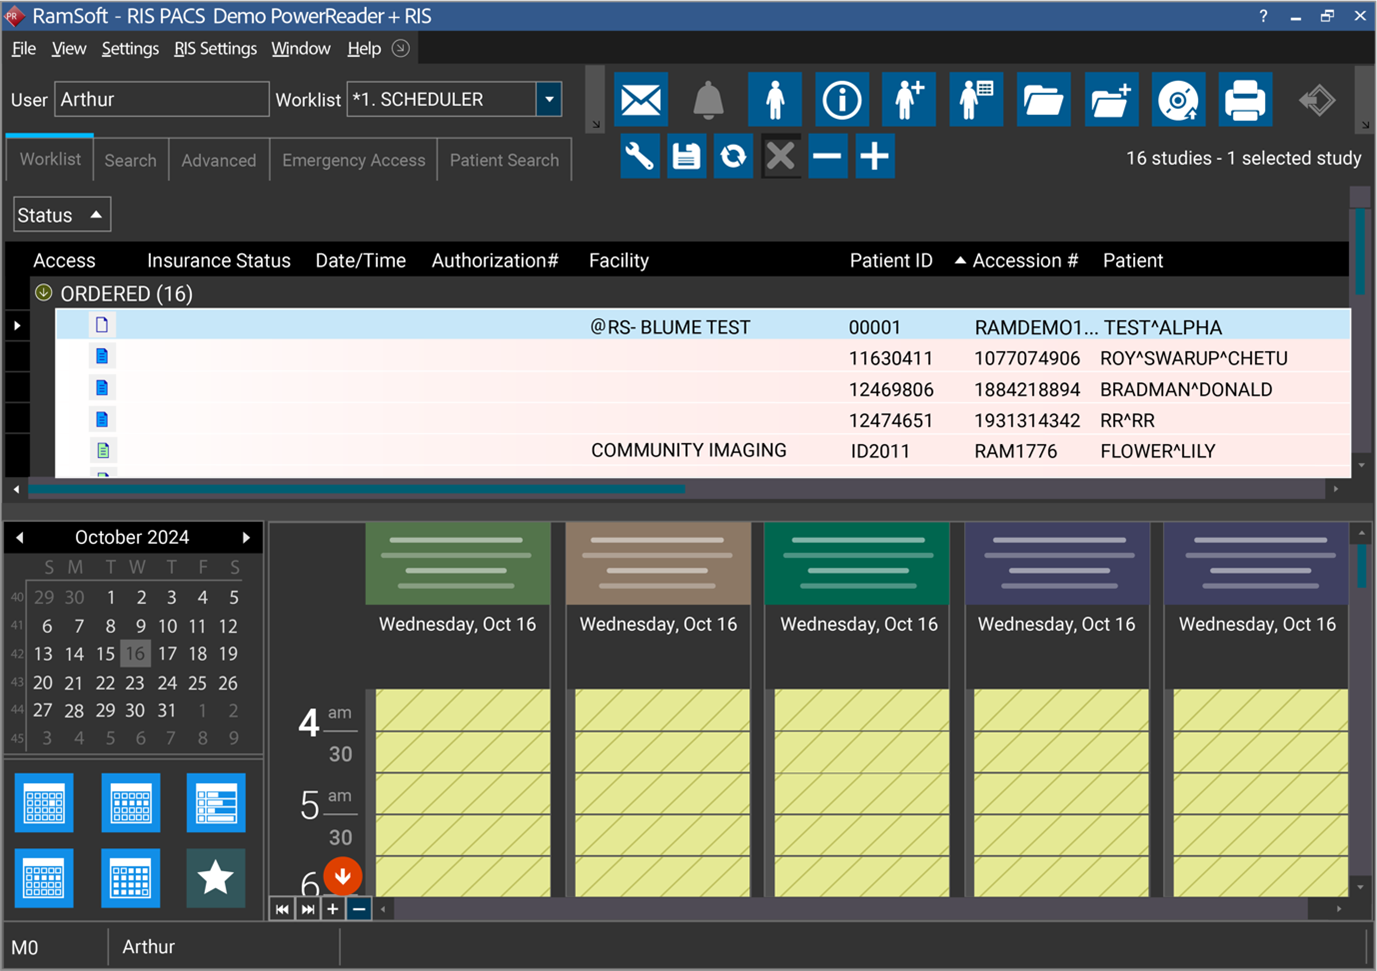 RamSoft - RIS PACS Demo PowerReader + RIS
File View Settings RIS Settings Window Help
User Arthur Worklist *1. SCHEDULER
Worklist Search Advanced Emergency Access Patient Search
16 studies - 1 selected study
Status
Access Insurance Status Date/Time Authorization# Facility Patient ID Accession # Patient
ORDERED (16)
@RS- BLUME TEST 00001 RAMDEMO1... TEST^ALPHA
11630411 1077074906 ROY^SWARUP^CHETU
12469806 1884218894 BRADMAN^DONALD
12474651 1931314342 RR^RR
COMMUNITY IMAGING ID2011 RAM1776 FLOWER^LILY
October 2024
S M T W T F S
40 29 30 1 2 3 4 5
41 6 7 8 9 10 11 12
42 13 14 15 16 17 18 19
43 20 21 22 23 24 25 26
44 27 28 29 30 31 1 2
45 3 4 5 6 7 8 9
Wednesday, Oct 16 Wednesday, Oct 16 Wednesday, Oct 16 Wednesday, Oct 16 Wednesday, Oct 16
4 am
30
5 am
30
6
M0 Arthur